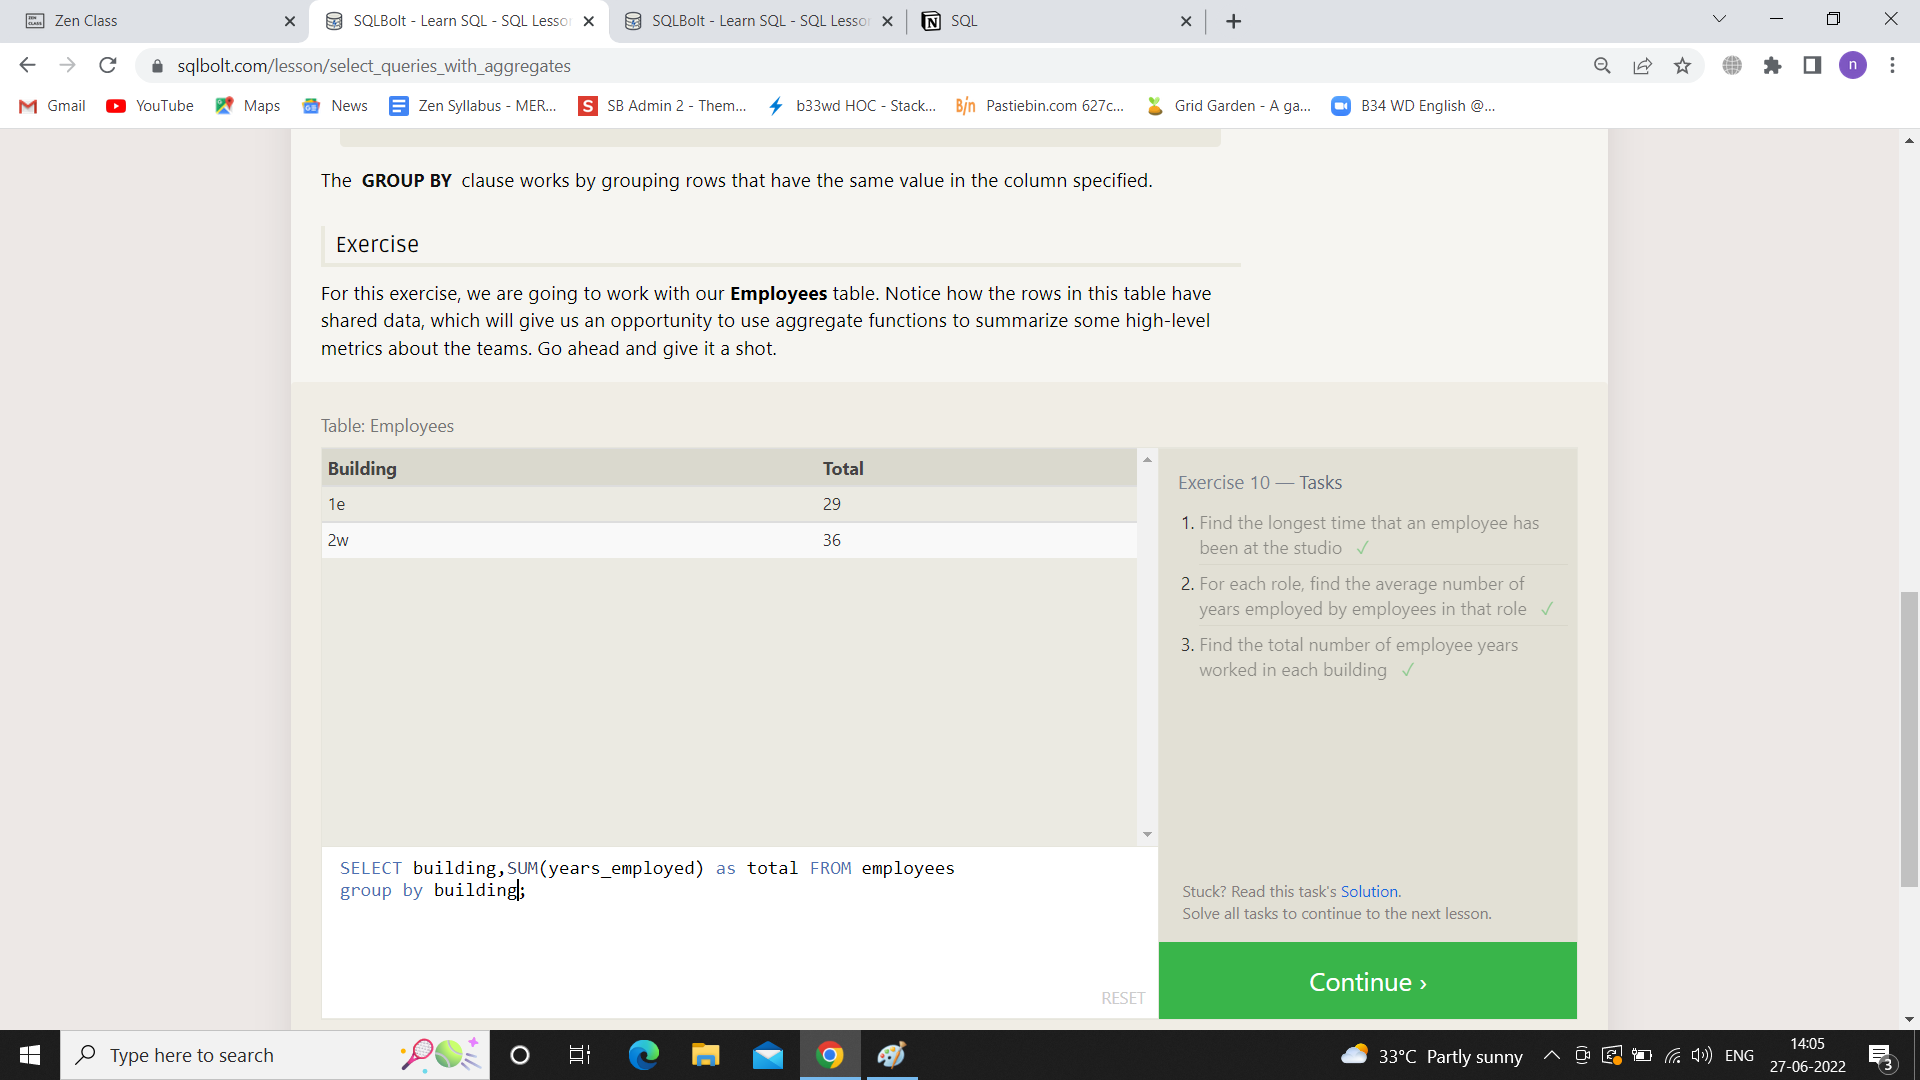 Zen Class
SQLBolt - Learn SQL - SQL Lesso
SQLBolt - Learn SQL - SQL Lesso
SQL
sqlbolt.com/lesson/select_queries_with_aggregates
n
Gmail
YouTube
Maps
News
Zen Syllabus - MER...
SB Admin 2 - Them...
b33wd HOC - Stack...
Pastiebin.com 627c...
Grid Garden - A ga...
B34 WD English @...
The GROUP BY clause works by grouping rows that have the same value in the column specified.
Exercise
For this exercise, we are going to work with our Employees table. Notice how the rows in this table have
shared data, which will give us an opportunity to use aggregate functions to summarize some high-level
metrics about the teams. Go ahead and give it a shot.
Table: Employees
Building Total
1e 29
2w 36
SELECT building,SUM(years_employed) as total FROM employees
group by building;
RESET
Exercise 10 — Tasks
1. Find the longest time that an employee has
been at the studio ✓
2. For each role, find the average number of
years employed by employees in that role ✓
3. Find the total number of employee years
worked in each building ✓
Stuck? Read this task's Solution.
Solve all tasks to continue to the next lesson.
Continue ›
Type here to search
33°C Partly sunny
ENG
14:05
27-06-2022
3